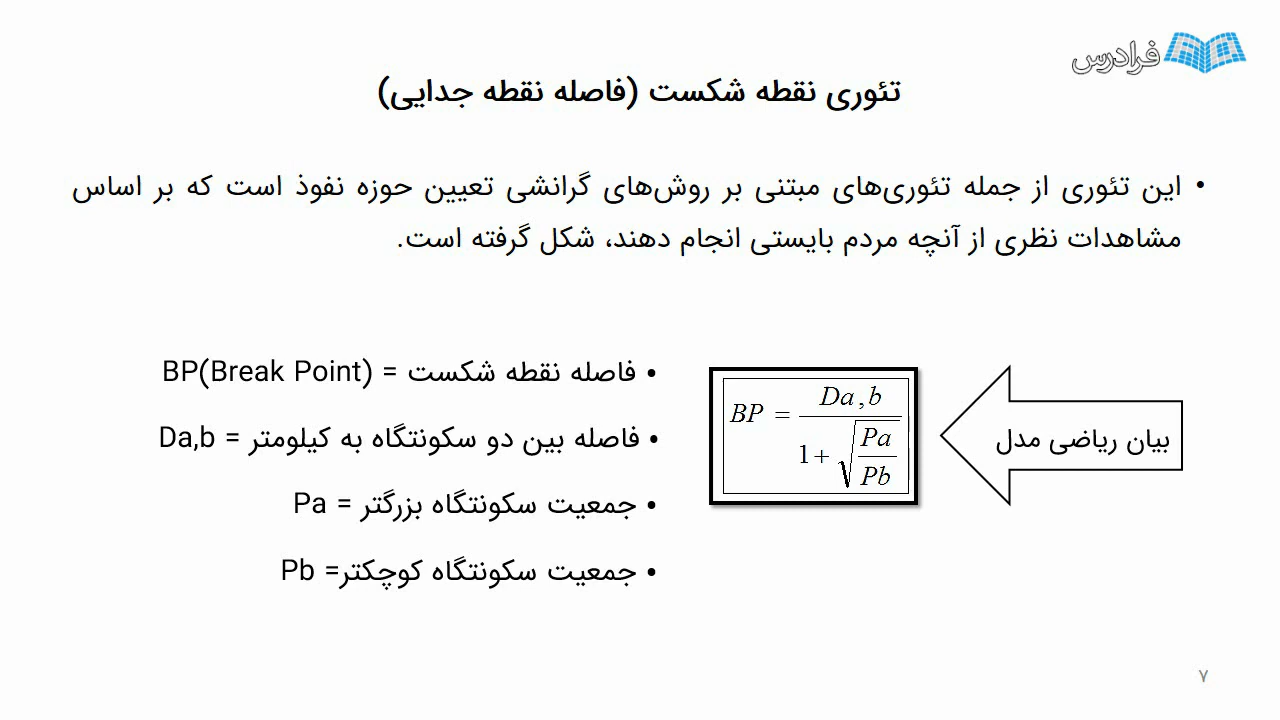 فرادرس
تئوری نقطه شکست (فاصله نقطه جدایی)
• این تئوری از جمله تئوری‌های مبتنی بر روش‌های گرانشی تعیین حوزه نفوذ است که بر اساس
مشاهدات نظری از آنچه مردم بایستی انجام دهند، شکل گرفته است.
بیان ریاضی مدل
BP = Da,b / (1+ √(Pa/Pb))
• فاصله نقطه شکست = BP(Break Point)
• فاصله بین دو سکونتگاه به کیلومتر = Da,b
• جمعیت سکونتگاه بزرگتر = Pa
• جمعیت سکونتگاه کوچکتر= Pb
۷